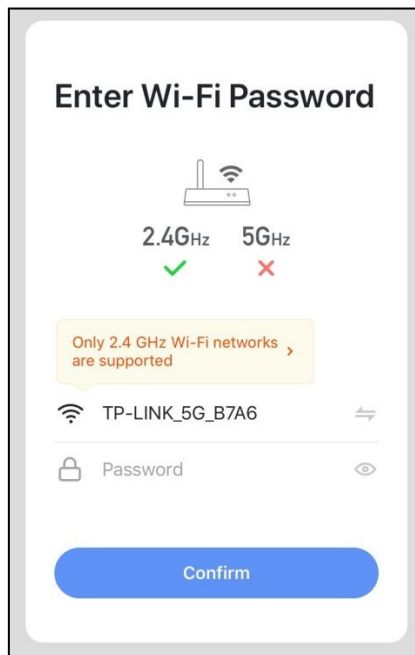 Enter Wi-Fi Password
2.4GHz 5GHz
Only 2.4 GHz Wi-Fi networks
are supported
TP-LINK_5G_B7A6
Password
Confirm